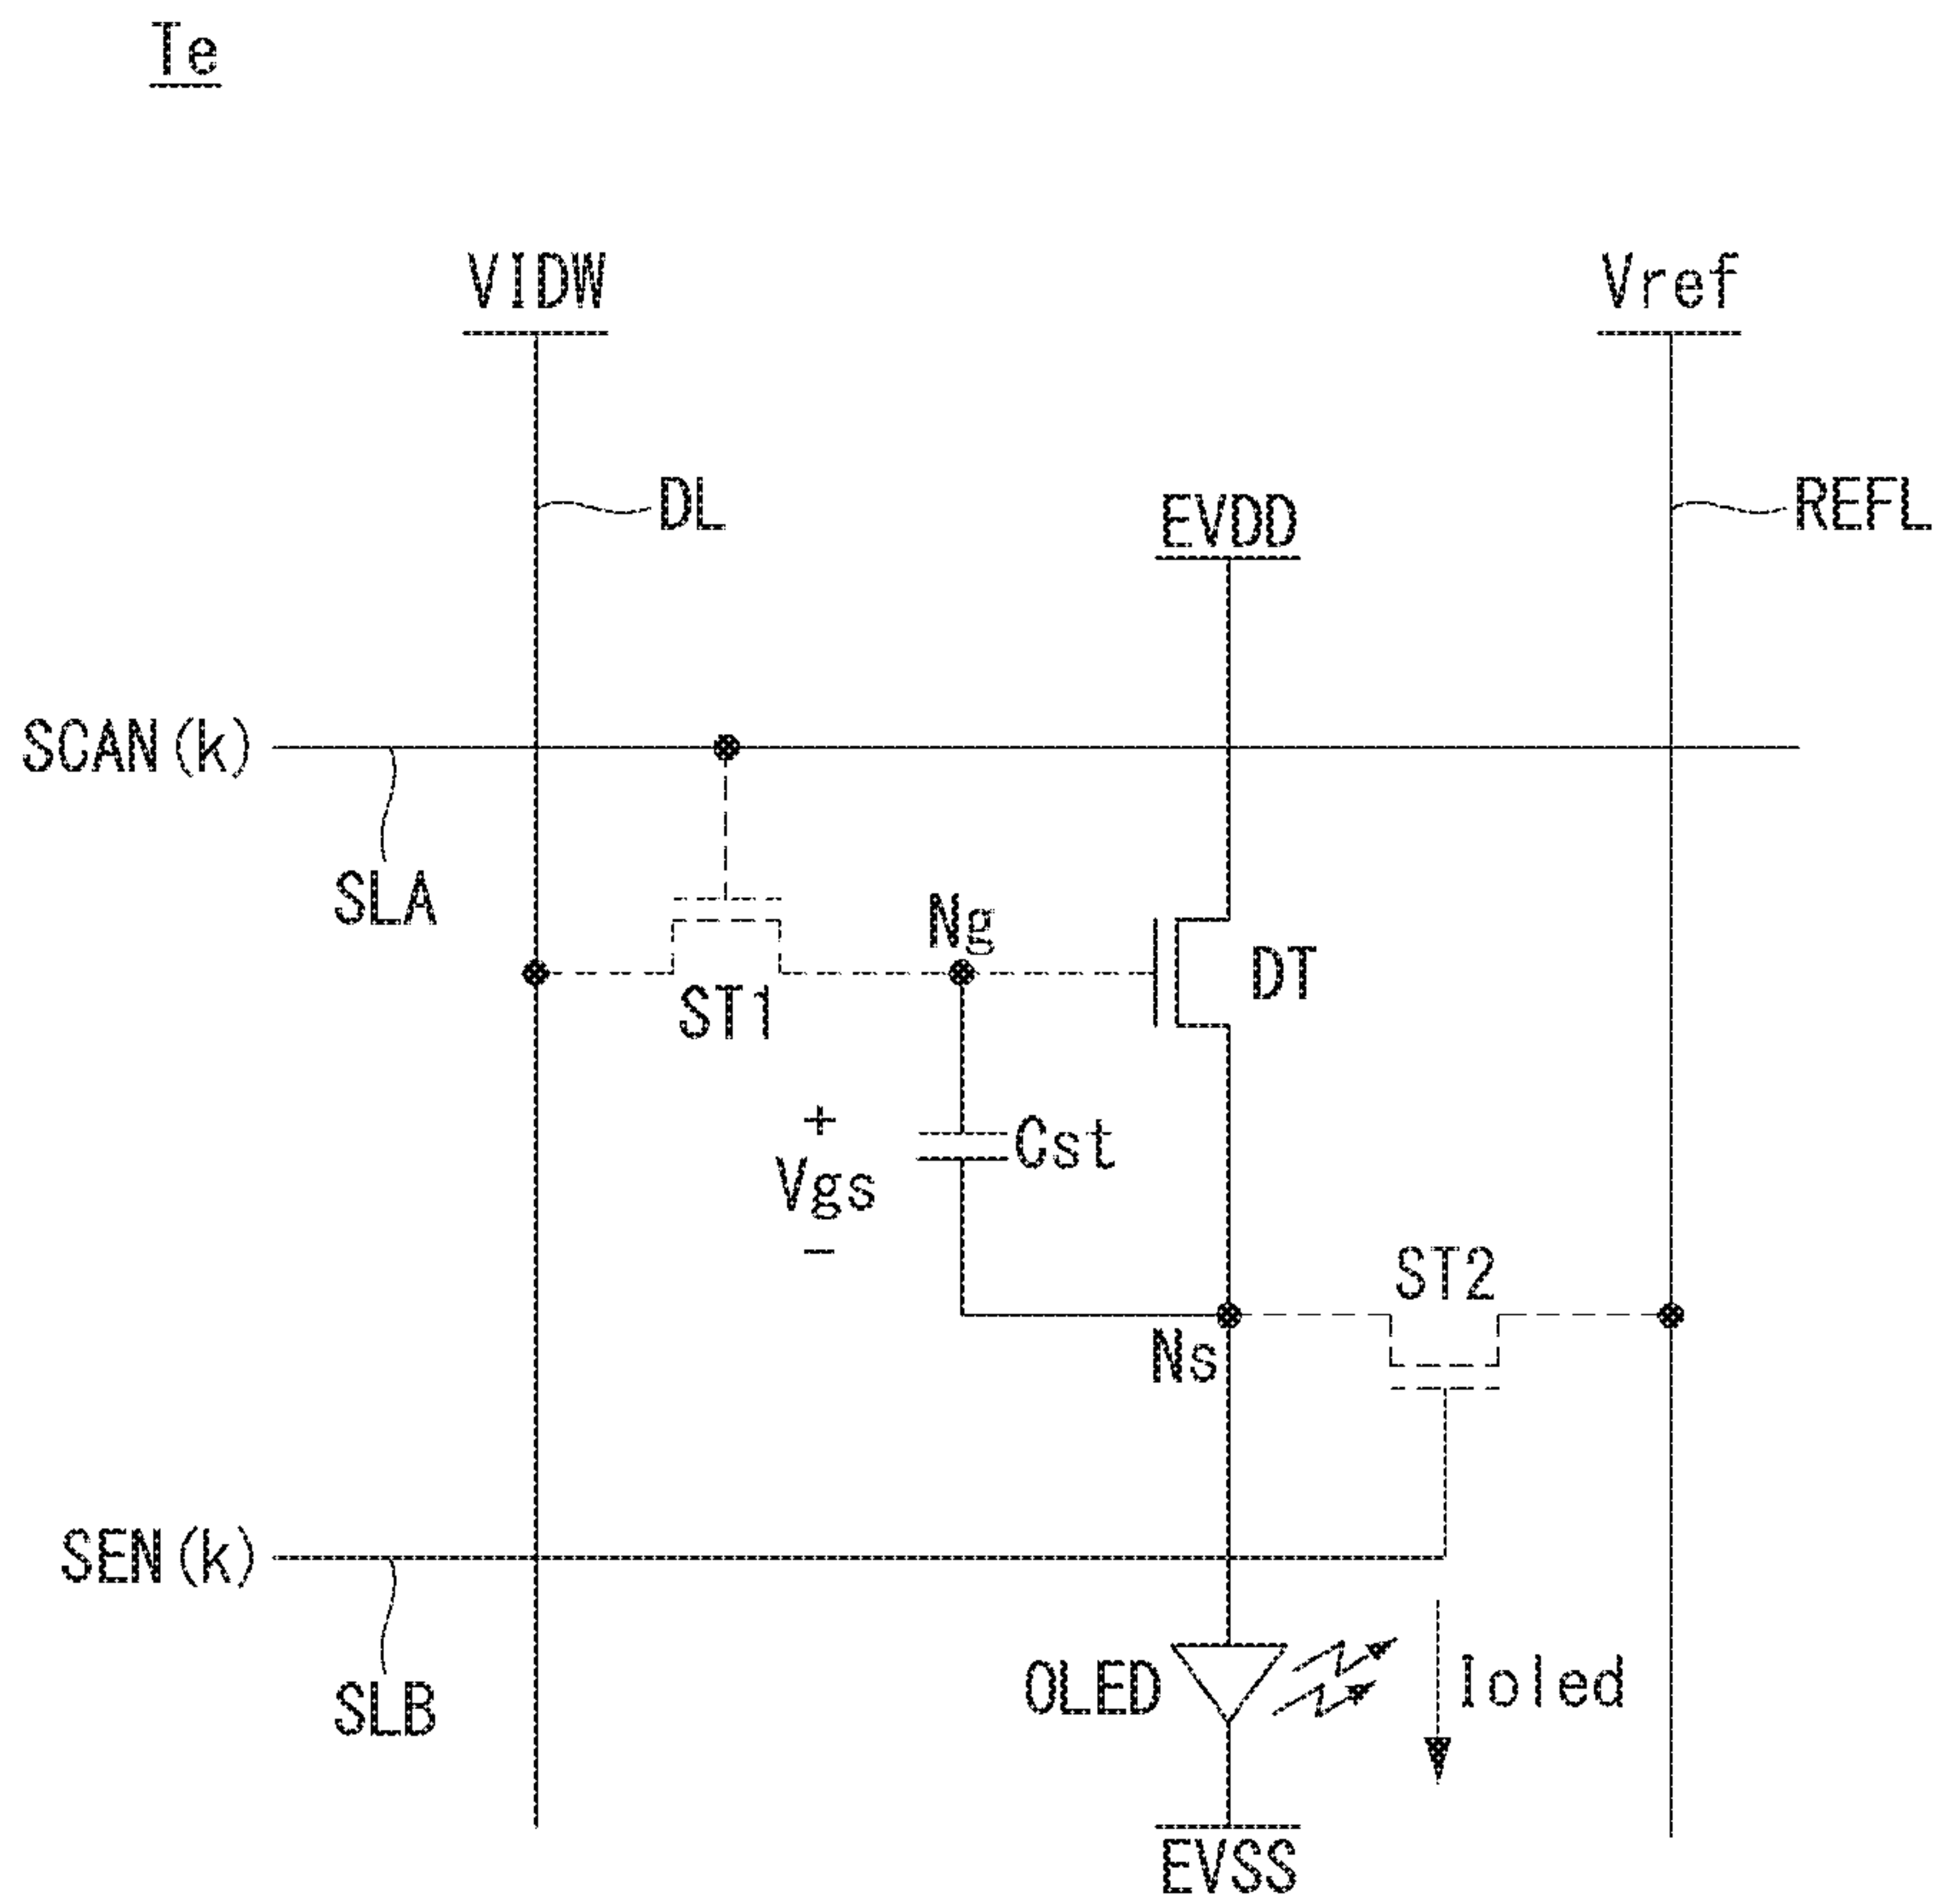 Te
VIDW
Vref
DL
EVDD
REFL
SCAN(k)
SLA
Ng
DT
ST1
+
Vgs
−
Cst
ST2
Ns
SEN(k)
SLB
OLED
Ioled
EVSS